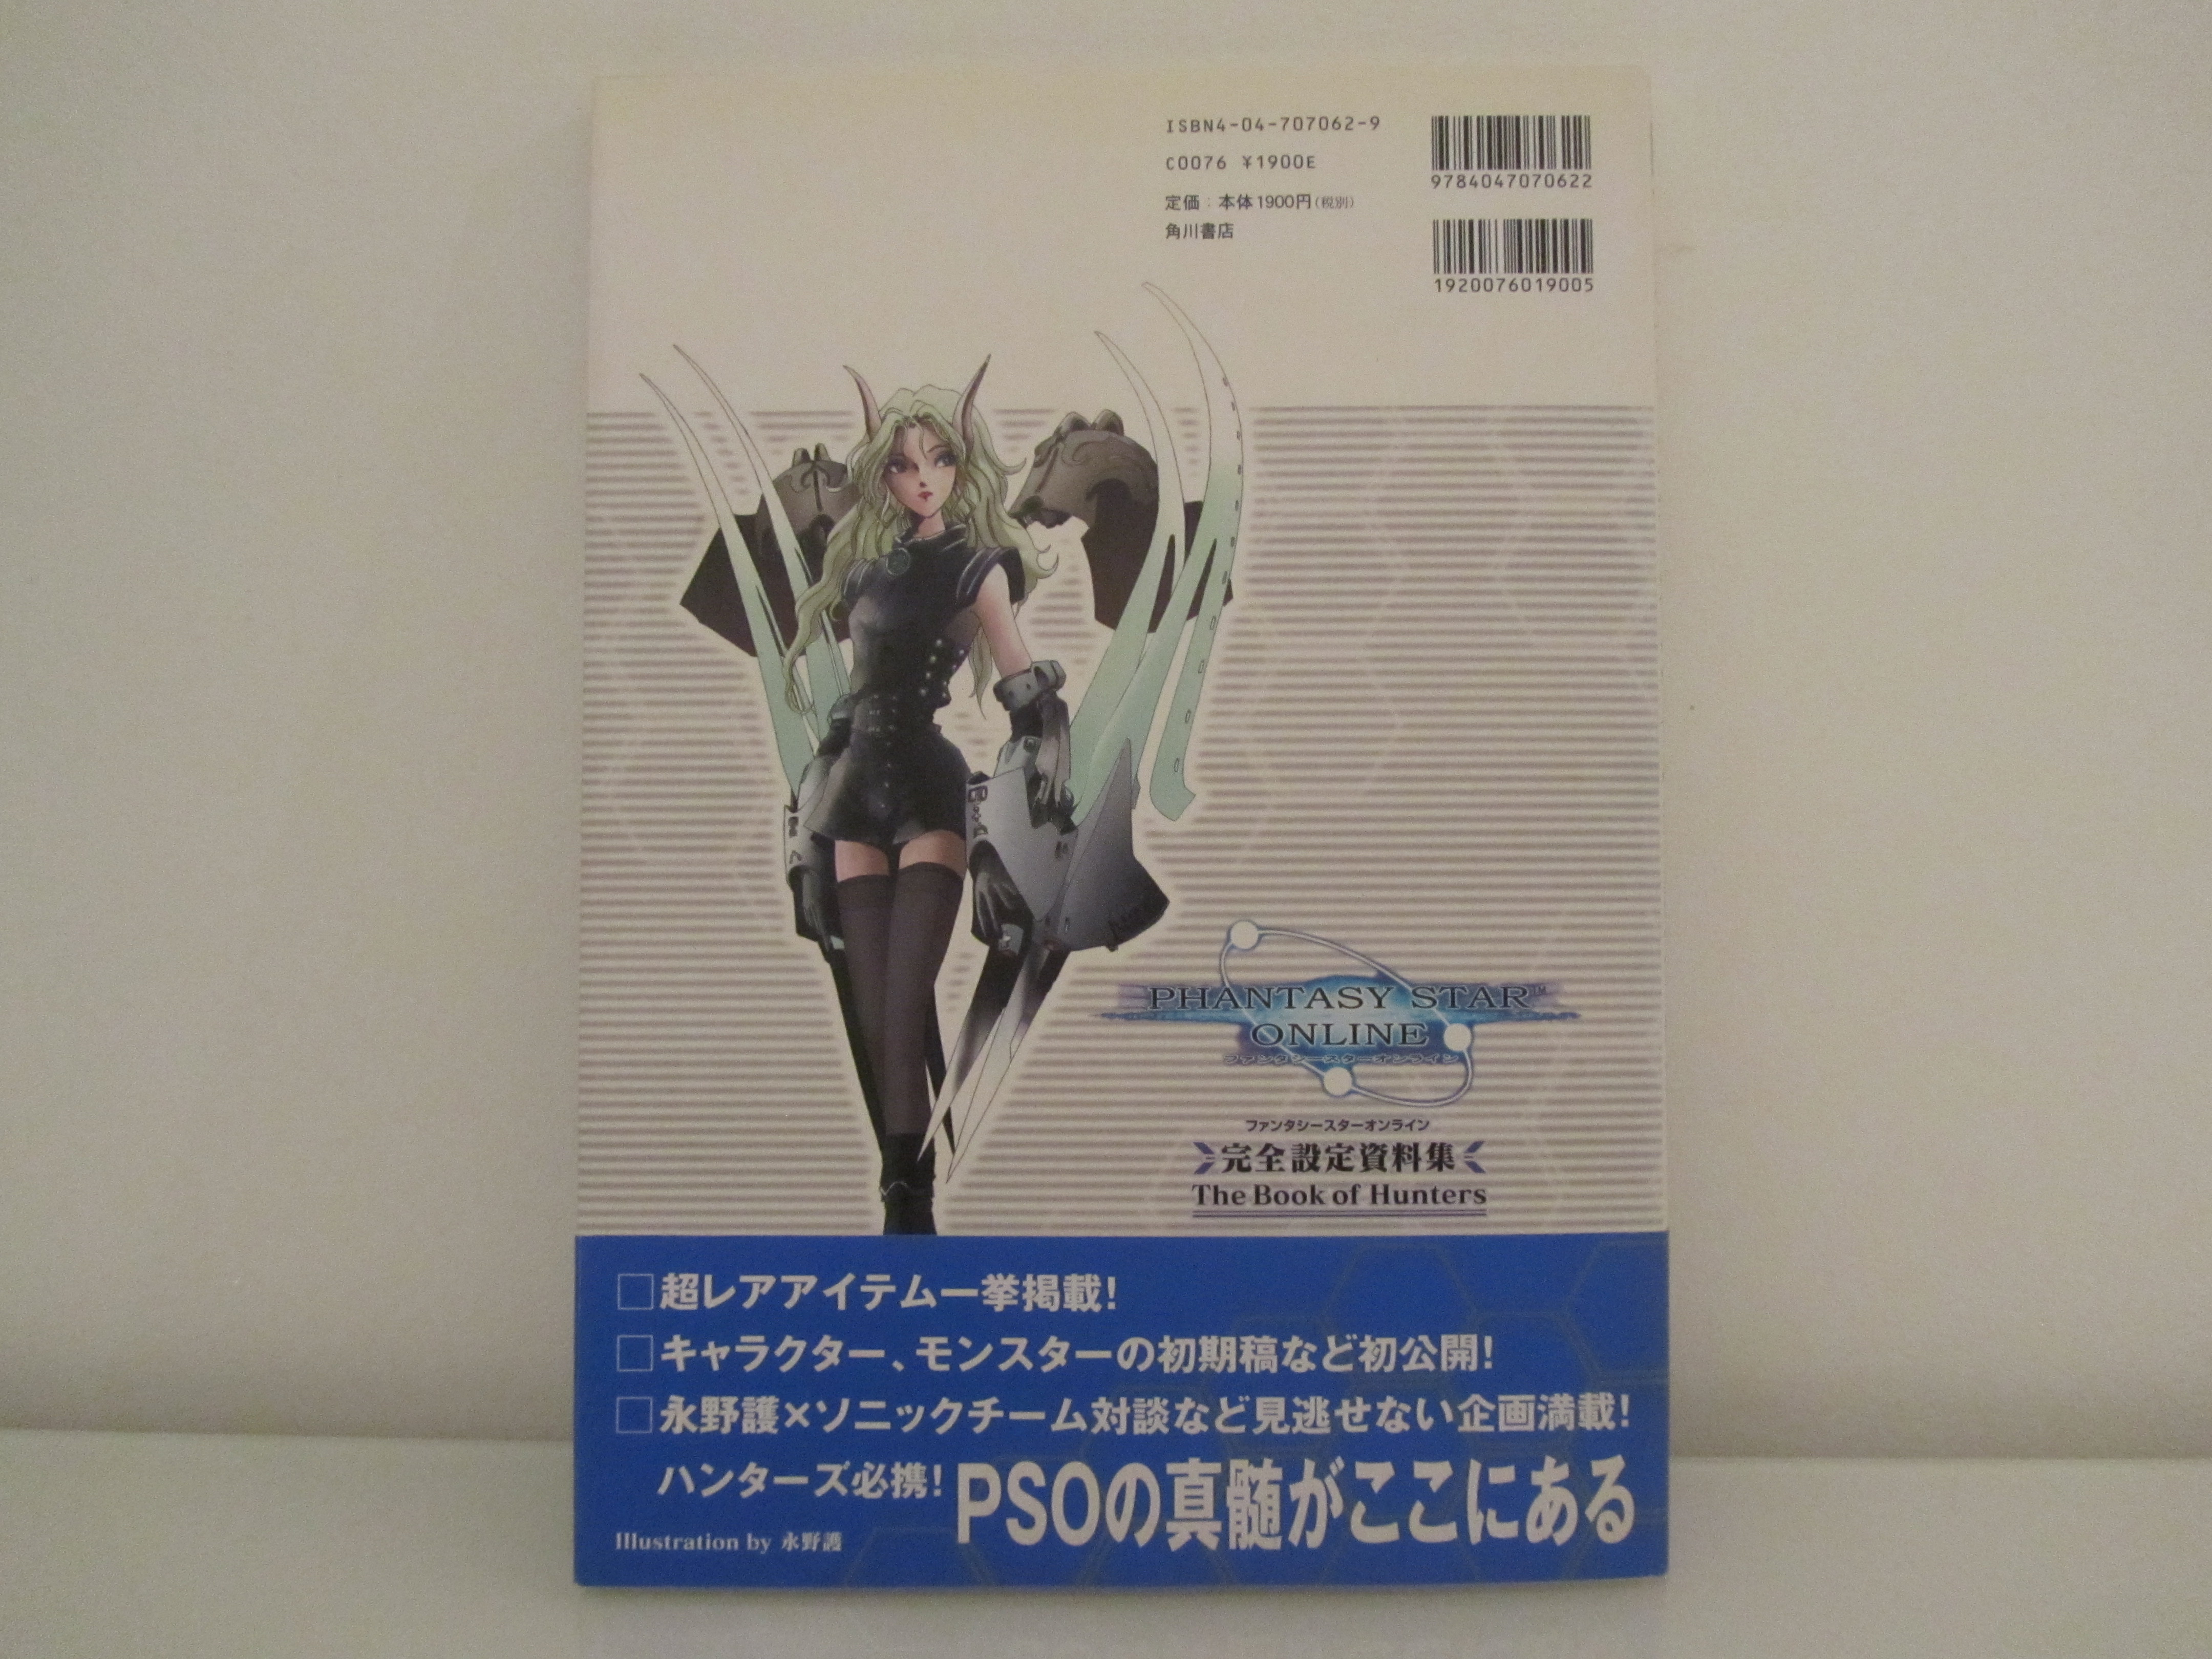 ISBN4-04-707062-9
C0076 ¥1900E
定価：本体1900円(税別)
角川書店
9784047070622
1920076019005
PHANTASY STAR™
ONLINE
ファンタシースターオンライン
ファンタシースターオンライン
完全設定資料集
The Book of Hunters
□超レアアイテム一挙掲載!
□キャラクター、モンスターの初期稿など初公開!
□永野護×ソニックチーム対談など見逃せない企画満載!
ハンターズ必携! PSOの真髄がここにある
Illustration by 永野護